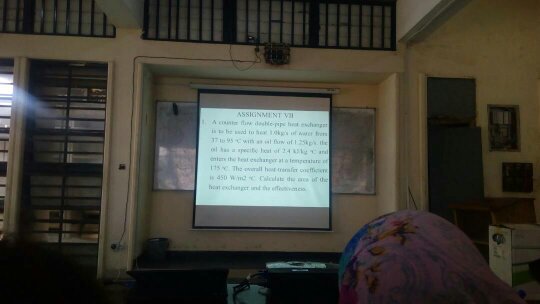 ASSIGNMENT VII
1. A counter flow double-pipe heat exchanger
is to be used to heat 1.0kg/s of water from
37 to 95 °C with an oil flow of 1.25kg/s. the
oil has a specific heat of 2.4 kJ/kg °C and
enters the heat exchanger at a temperature of
175 °C. The overall heat transfer coefficient
is 450 W/m2 °C. Calculate the area of the
heat exchanger and the effectiveness.